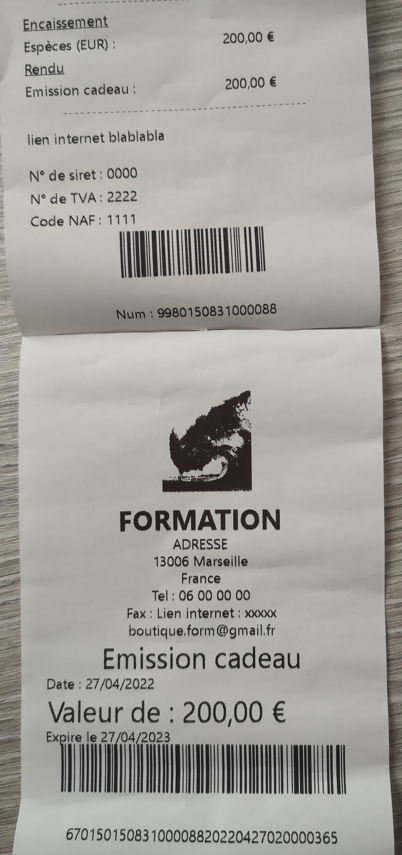 Encaissement
Espèces (EUR) : 200,00 €
Rendu
Emission cadeau : 200,00 €
lien internet blablabla
N° de siret : 0000
N° de TVA : 2222
Code NAF : 1111
Num : 9980150831000088
FORMATION
ADRESSE
13006 Marseille
France
Tel : 06 00 00 00
Fax : Lien internet : xxxxx
boutique.form@gmail.fr
Emission cadeau
Date : 27/04/2022
Valeur de : 200,00 €
Expire le 27/04/2023
67015015083100008820220427020000365